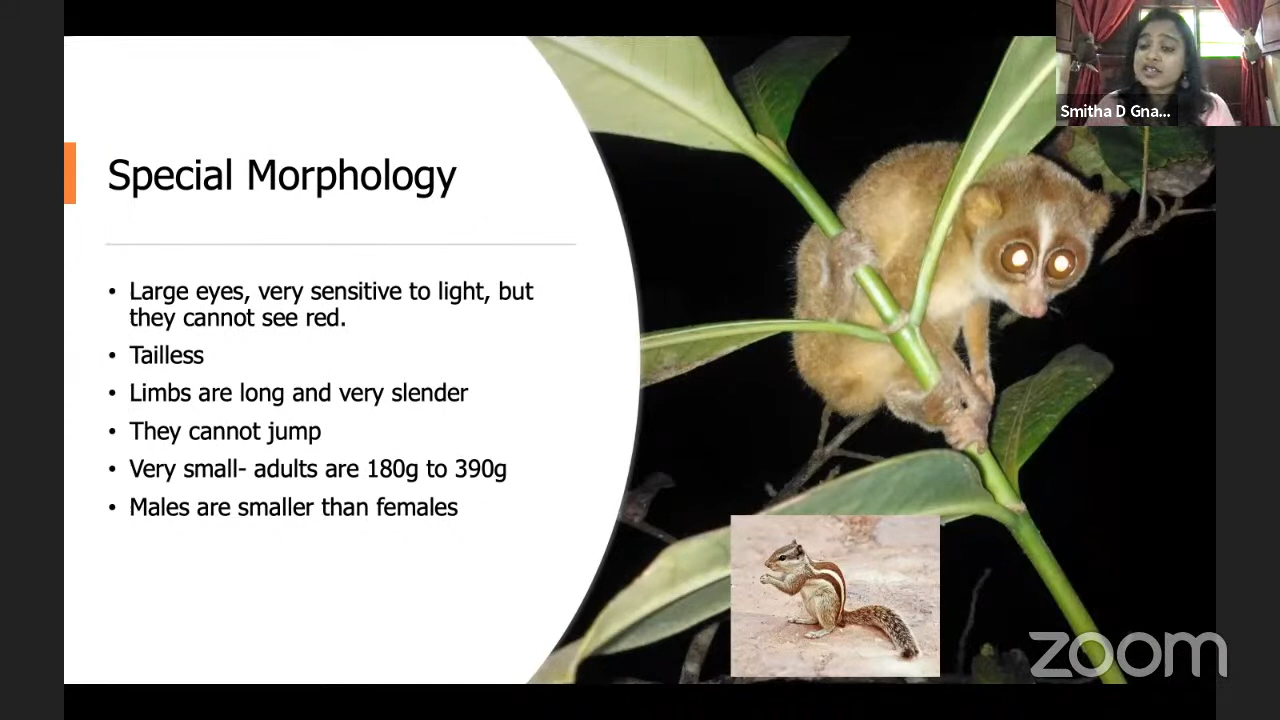 Smitha D Gna...
Special Morphology
• Large eyes, very sensitive to light, but
they cannot see red.
• Tailless
• Limbs are long and very slender
• They cannot jump
• Very small- adults are 180g to 390g
• Males are smaller than females
zoom